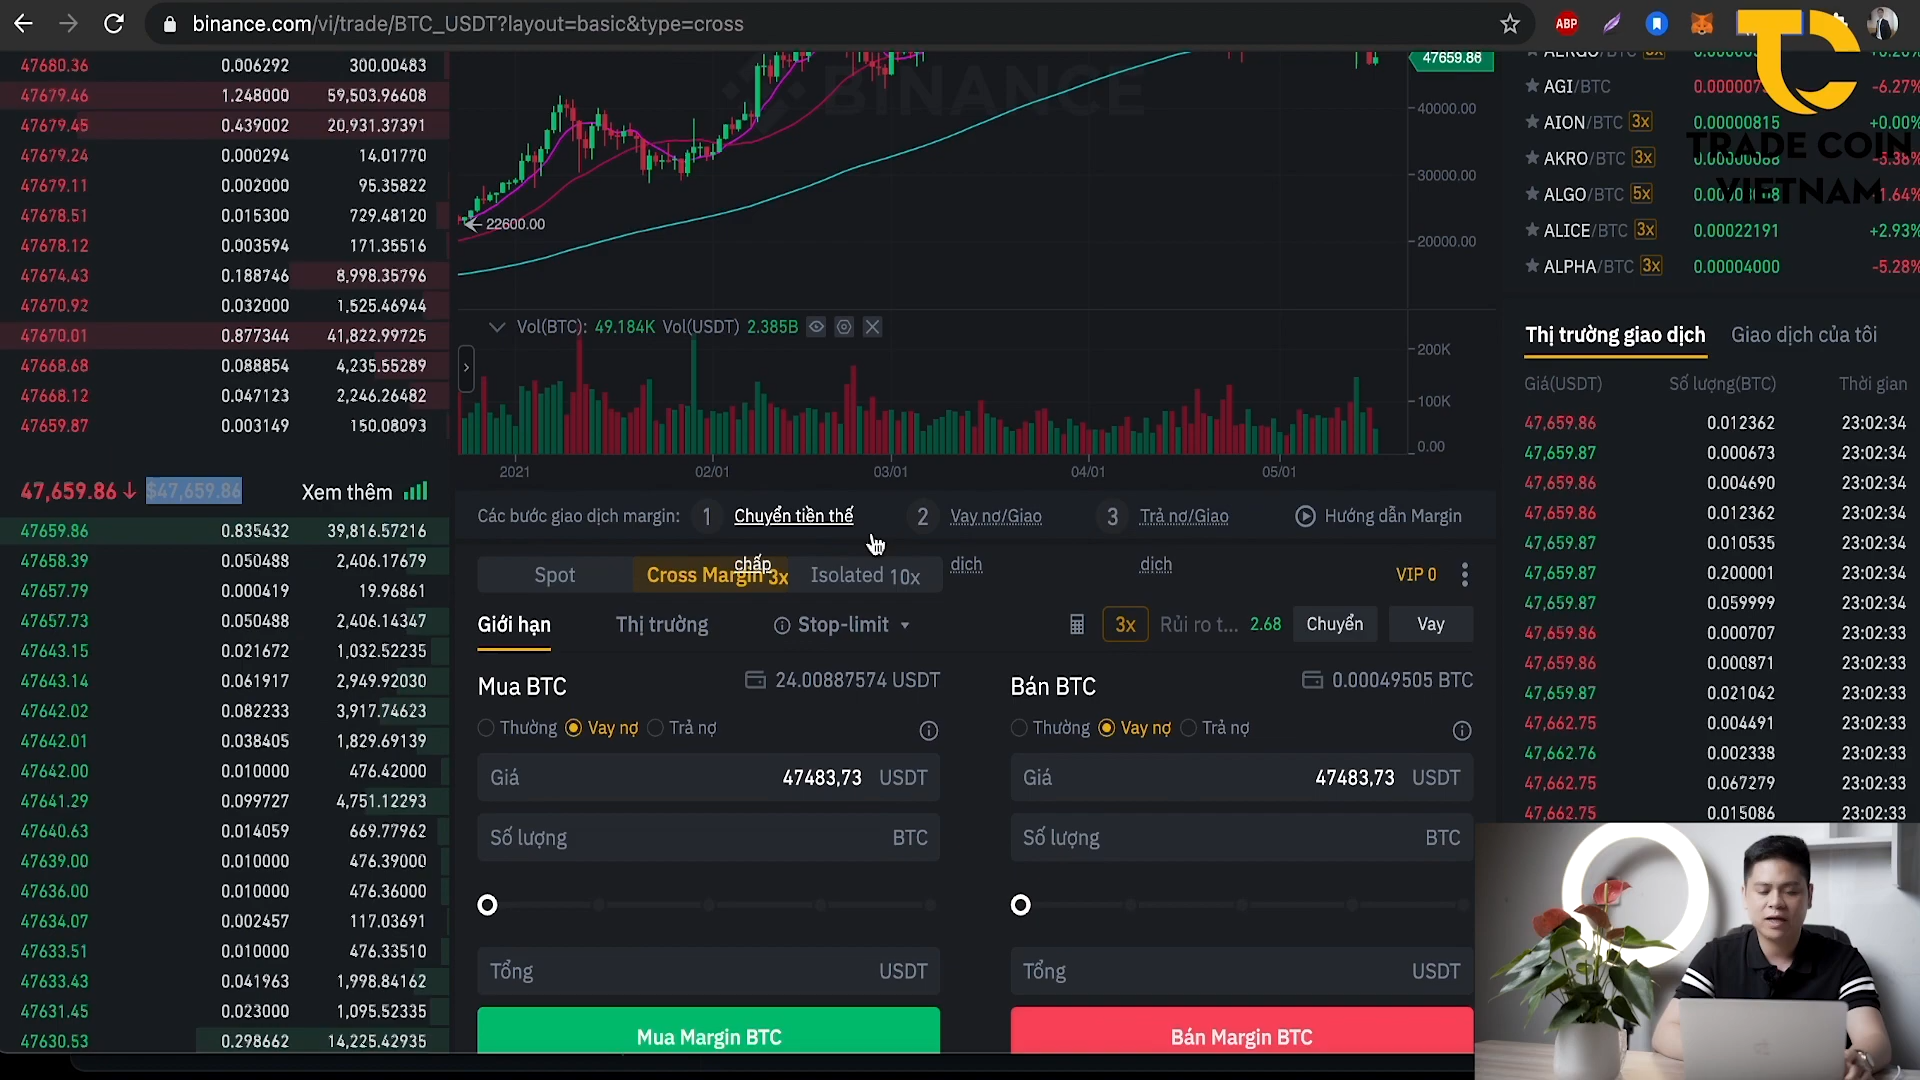 binance.com/vi/trade/BTC_USDT?layout=basic&type=cross
ABP
TRADE COIN
VIETNAM
47680.36 0.006292 300.00483
47679.46 1.248000 59,503.96608
47679.45 0.439002 20,931.37391
47679.24 0.000294 14.01770
47679.11 0.002000 95.35822
47678.51 0.015300 729.48120
47678.12 0.003594 171.35516
47674.43 0.188746 8,998.35796
47670.92 0.032000 1,525.46944
47670.01 0.877344 41,822.99725
47668.68 0.088854 4,235.55289
47668.12 0.047123 2,246.26482
47659.87 0.003149 150.08093
47,659.86 ↓ $47,659.86 Xem thêm
47659.86 0.835432 39,816.57216
47658.39 0.050488 2,406.17679
47657.79 0.000419 19.96861
47657.73 0.050488 2,406.14347
47643.15 0.021672 1,032.52235
47643.14 0.061917 2,949.92030
47642.02 0.082233 3,917.74623
47642.01 0.038405 1,829.69139
47642.00 0.010000 476.42000
47641.29 0.099727 4,751.12293
47640.63 0.014059 669.77962
47639.00 0.010000 476.39000
47636.00 0.010000 476.36000
47634.07 0.002457 117.03691
47633.51 0.010000 476.33510
47633.43 0.041963 1,998.84162
47631.45 0.023000 1,095.52335
47630.53 0.298662 14,225.42935
BINANCE
47659.86
40000.00
30000.00
20000.00
22600.00
Vol(BTC): 49.184K Vol(USDT) 2.385B
200K
100K
0.00
2021 02/01 03/01 04/01 05/01
Các bước giao dịch margin: 1 Chuyển tiền thế chấp 2 Vay nợ/Giao dịch 3 Trả nợ/Giao dịch Hướng dẫn Margin
Spot Cross Margin 3x Isolated 10x VIP 0
Giới hạn Thị trường Stop-limit 3x Rủi ro t... 2.68 Chuyển Vay
Mua BTC 24.00887574 USDT
Thường Vay nợ Trả nợ
Giá 47483,73 USDT
Số lượng BTC
Tổng USDT
Mua Margin BTC
Bán BTC 0.00049505 BTC
Thường Vay nợ Trả nợ
Giá 47483,73 USDT
Số lượng BTC
Tổng USDT
Bán Margin BTC
AGI/BTC -6.27%
AION/BTC 3x 0.00000815 +0.00%
AKRO/BTC 3x
ALGO/BTC 5x
ALICE/BTC 3x 0.00022191 +2.93%
ALPHA/BTC 3x 0.00004000 -5.28%
Thị trường giao dịch Giao dịch của tôi
Giá(USDT) Số lượng(BTC) Thời gian
47,659.86 0.012362 23:02:34
47,659.87 0.000673 23:02:34
47,659.86 0.004690 23:02:34
47,659.86 0.012362 23:02:34
47,659.87 0.010535 23:02:34
47,659.87 0.200001 23:02:34
47,659.87 0.059999 23:02:34
47,659.86 0.000707 23:02:33
47,659.86 0.000871 23:02:33
47,659.87 0.021042 23:02:33
47,662.75 0.004491 23:02:33
47,662.76 0.002338 23:02:33
47,662.75 0.067279 23:02:33
47,662.75 0.015086 23:02:33